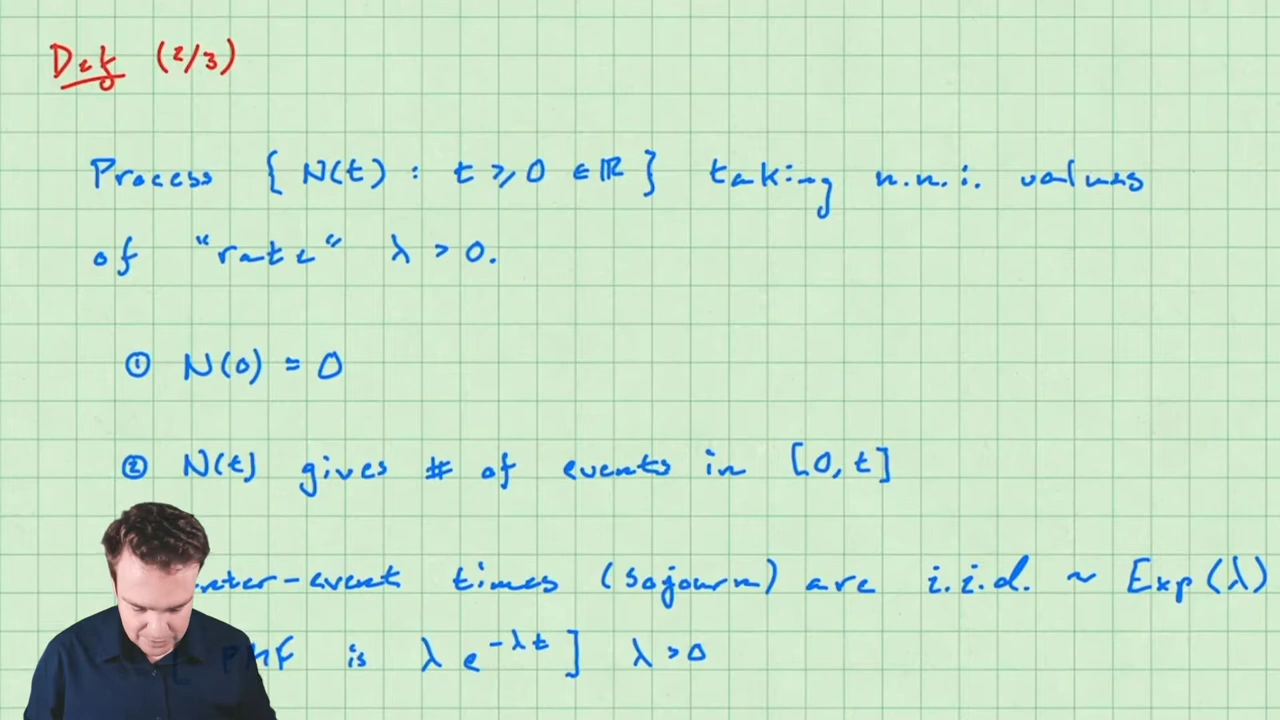 Def (2/3)
Process { N(t) : t ⩾ 0 ∈ ℝ } taking n.n.i. values
of "rate" λ > 0.
① N(0) = 0
② N(t) gives # of events in [0, t]
inter-event times (sojourn) are i.i.d. ~ Exp(λ)
[ PMF is λ e^{-λt} ] λ > 0